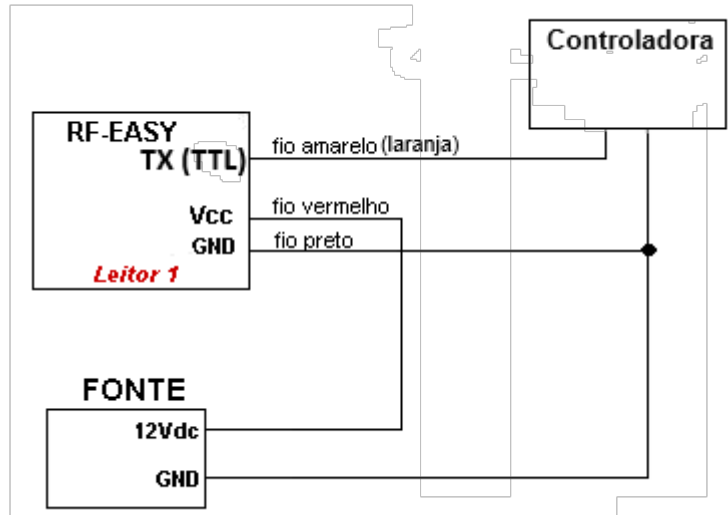 Controladora
RF-EASY
TX (TTL)
fio amarelo (laranja)
Vcc
fio vermelho
GND
fio preto
Leitor 1
FONTE
12Vdc
GND